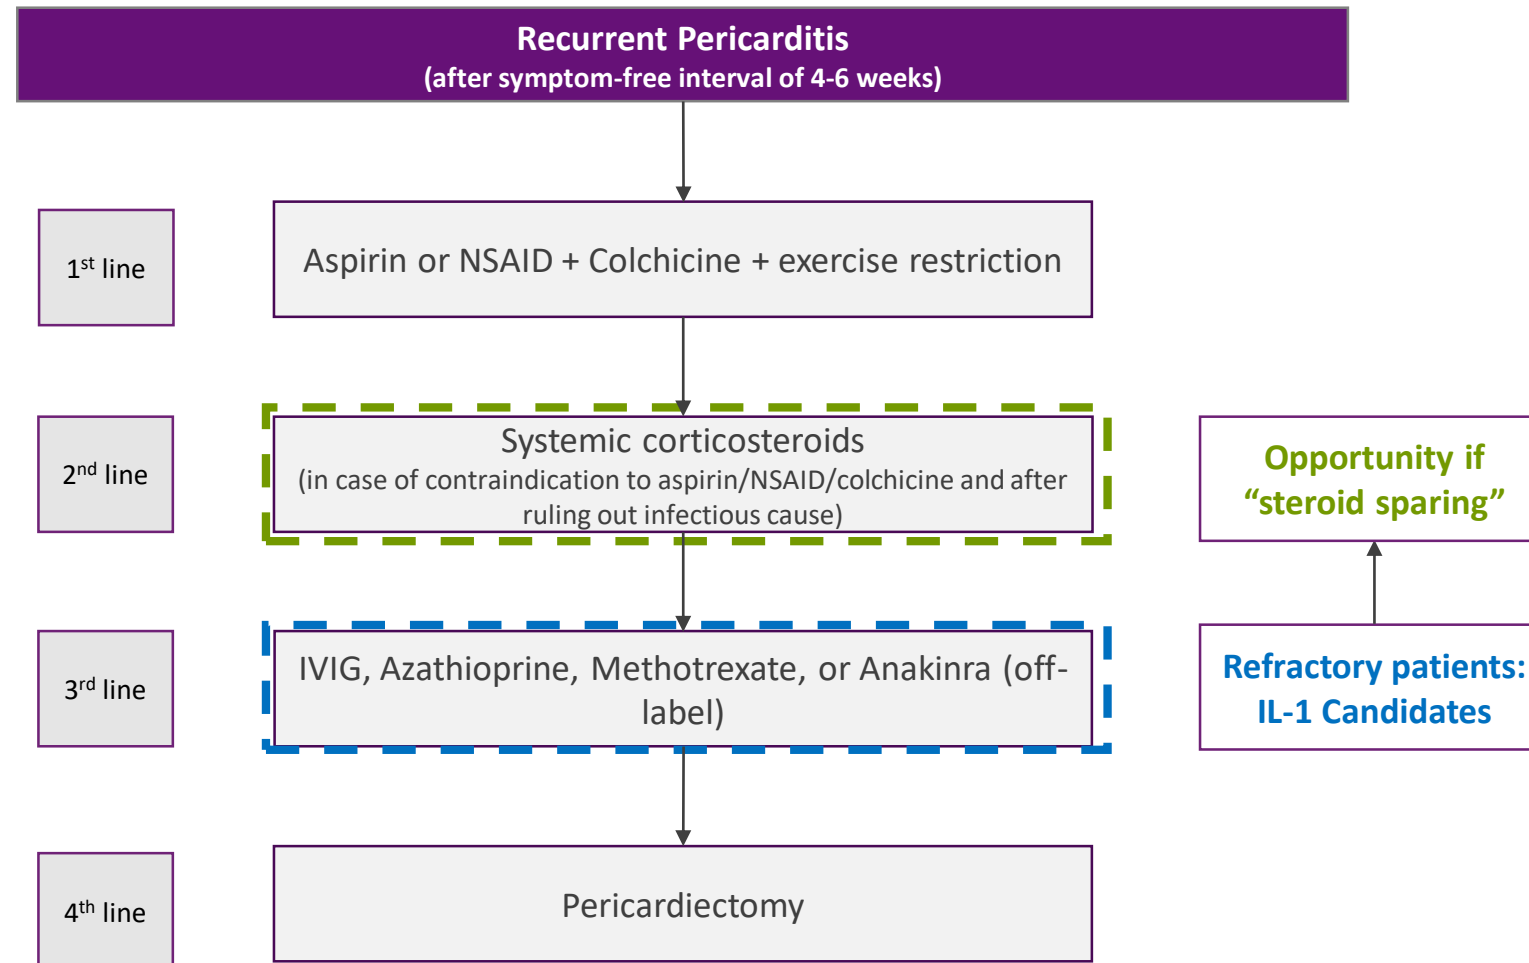 Recurrent Pericarditis
(after symptom-free interval of 4-6 weeks)
1st line
Aspirin or NSAID + Colchicine + exercise restriction
2nd line
Systemic corticosteroids
(in case of contraindication to aspirin/NSAID/colchicine and after
ruling out infectious cause)
Opportunity if
“steroid sparing”
3rd line
IVIG, Azathioprine, Methotrexate, or Anakinra (off-
label)
Refractory patients:
IL-1 Candidates
4th line
Pericardiectomy